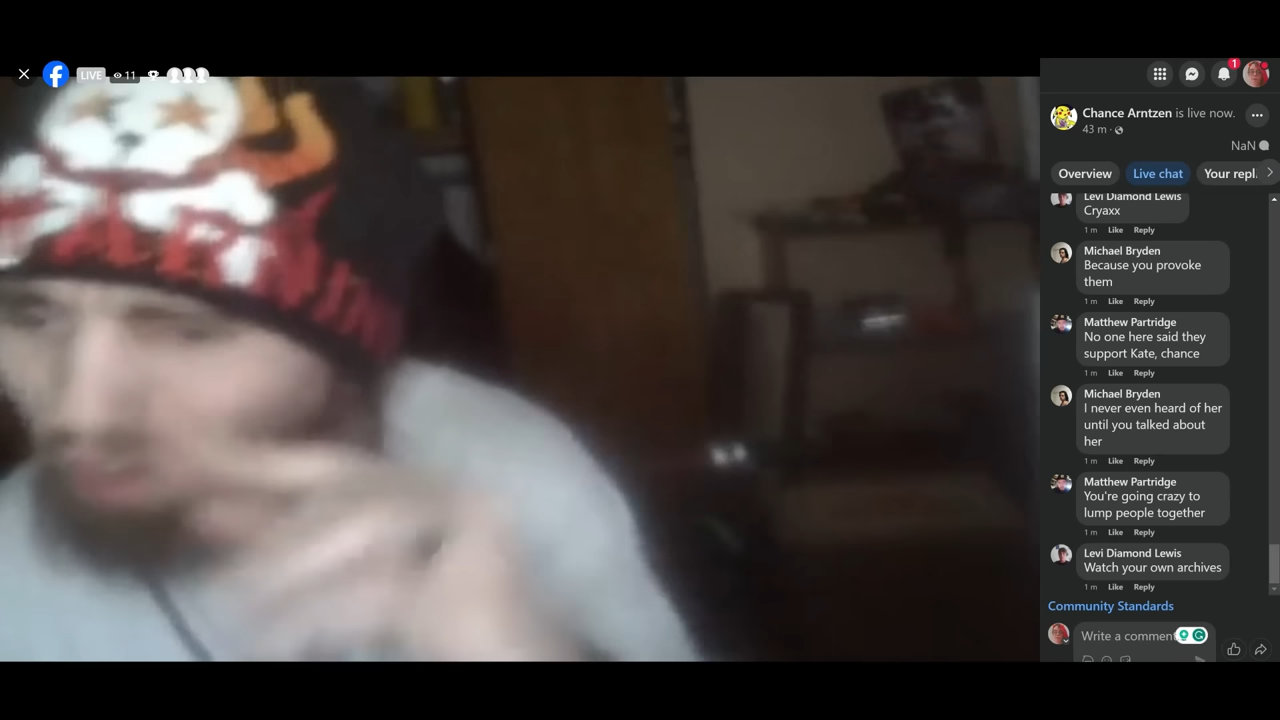 LIVE
11
1
Chance Arntzen is live now.
43 m ·
NaN
Overview
Live chat
Your repl.
Levi Diamond Lewis
Cryaxx
1 m Like Reply
Michael Bryden
Because you provoke
them
1 m Like Reply
Matthew Partridge
No one here said they
support Kate, chance
1 m Like Reply
Michael Bryden
I never even heard of her
until you talked about
her
1 m Like Reply
Matthew Partridge
You're going crazy to
lump people together
1 m Like Reply
Levi Diamond Lewis
Watch your own archives
1 m Like Reply
Community Standards
Write a comment